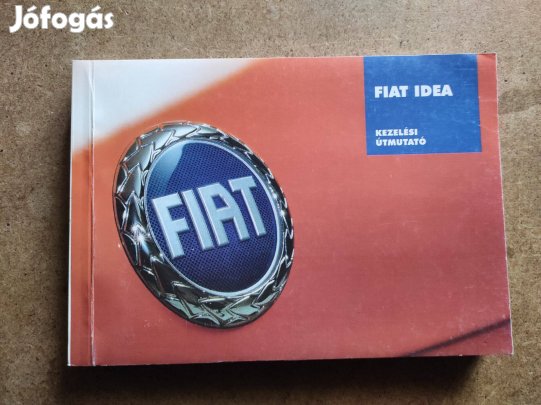 Jófogás
FIAT IDEA
KEZELÉSI
ÚTMUTATÓ
FIAT